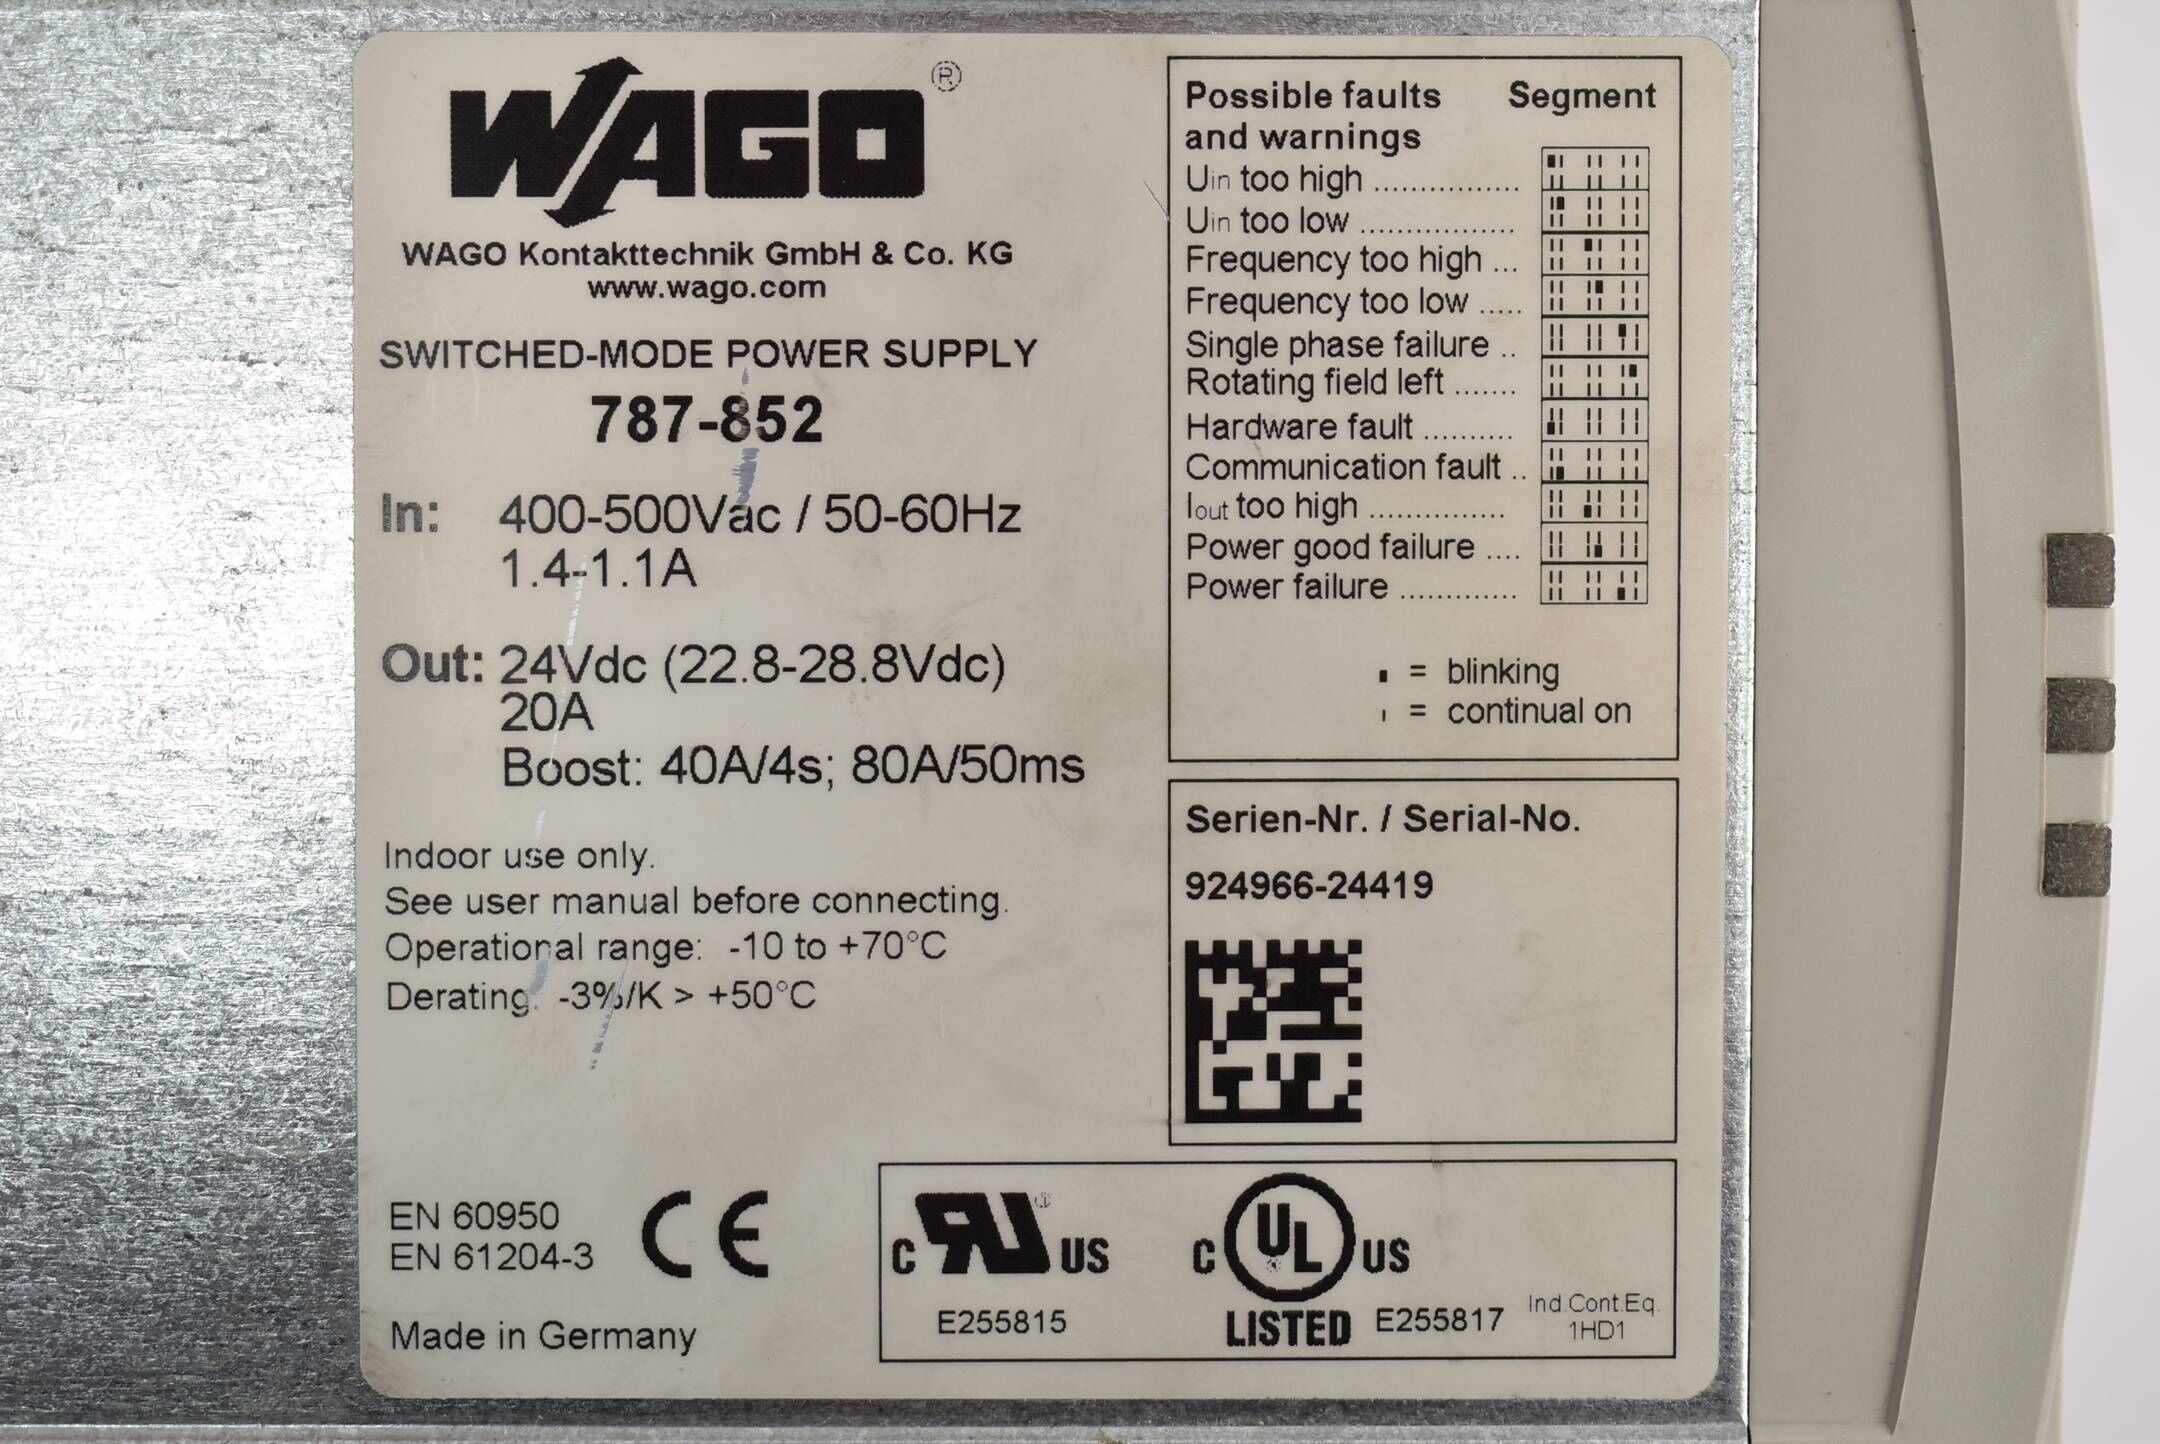 WAGO®
WAGO Kontakttechnik GmbH & Co. KG
www.wago.com
SWITCHED-MODE POWER SUPPLY
787-852
In: 400-500Vac / 50-60Hz
1.4-1.1A
Out: 24Vdc (22.8-28.8Vdc)
20A
Boost: 40A/4s; 80A/50ms
Indoor use only.
See user manual before connecting.
Operational range: -10 to +70°C
Derating: -3%/K > +50°C
EN 60950
EN 61204-3
CE
Made in Germany
Possible faults Segment
and warnings
Uin too high ................
Uin too low .................
Frequency too high ...
Frequency too low .....
Single phase failure ..
Rotating field left .......
Hardware fault ..........
Communication fault ..
Iout too high ...............
Power good failure ....
Power failure .............
= blinking
= continual on
Serien-Nr. / Serial-No.
924966-24419
C RU® US
E255815
C UL US
LISTED E255817
Ind.Cont.Eq.
1HD1